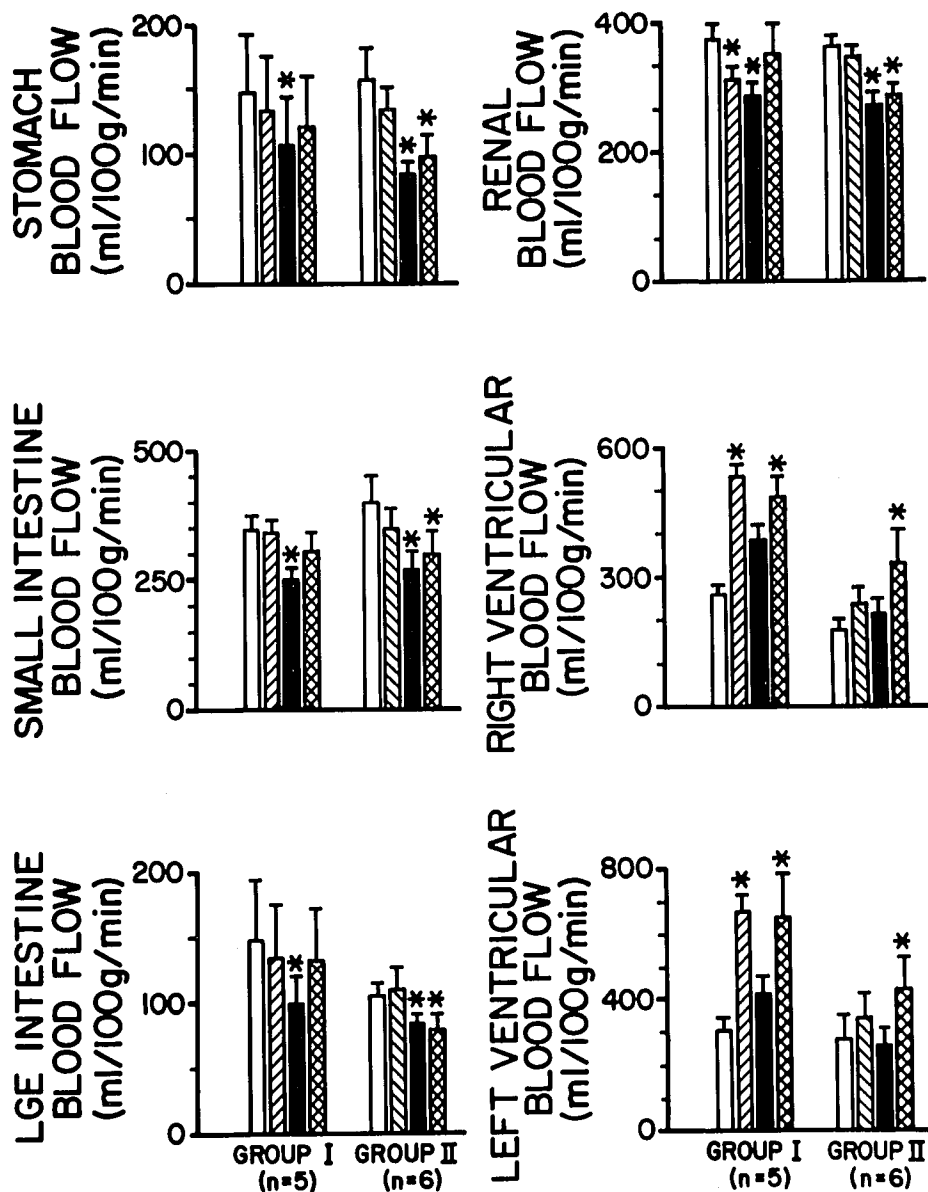 STOMACH
BLOOD FLOW
(ml/100g/min)
200
100
0
* * *
RENAL
BLOOD FLOW
(ml/100g/min)
400
200
0
* * * *
SMALL INTESTINE
BLOOD FLOW
(ml/100g/min)
500
250
0
* * *
RIGHT VENTRICULAR
BLOOD FLOW
(ml/100g/min)
600
300
0
* * *
LGE INTESTINE
BLOOD FLOW
(ml/100g/min)
200
100
0
* * *
GROUP I
(n=5)
GROUP II
(n=6)
LEFT VENTRICULAR
BLOOD FLOW
(ml/100g/min)
800
400
0
* * *
GROUP I
(n=5)
GROUP II
(n=6)